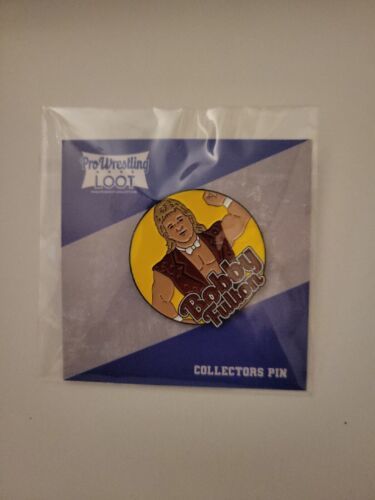 Pro Wrestling
LOOT
Bobby
Fulton
COLLECTORS PIN